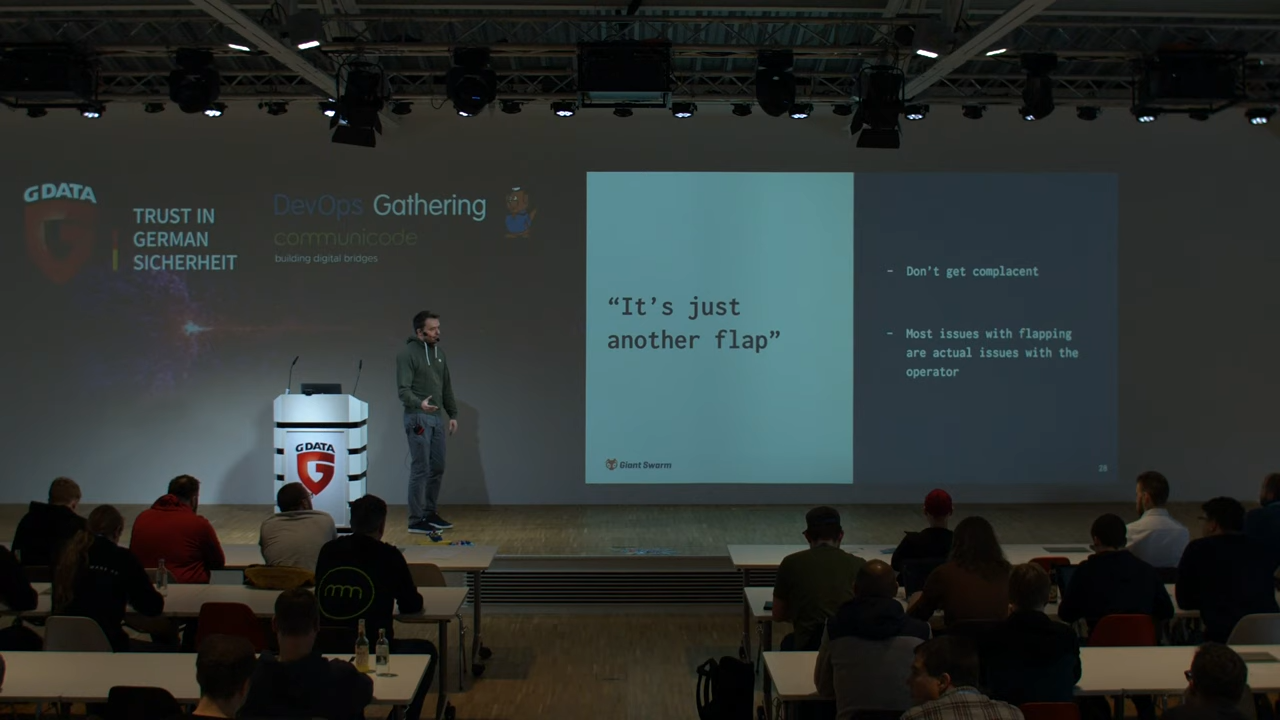 G DATA
TRUST IN
GERMAN
SICHERHEIT
DevOps Gathering
communicode
building digital bridges
G DATA
“It’s just
another flap”
Giant Swarm
- Don’t get complacent
- Most issues with flapping
are actual issues with the
operator
28